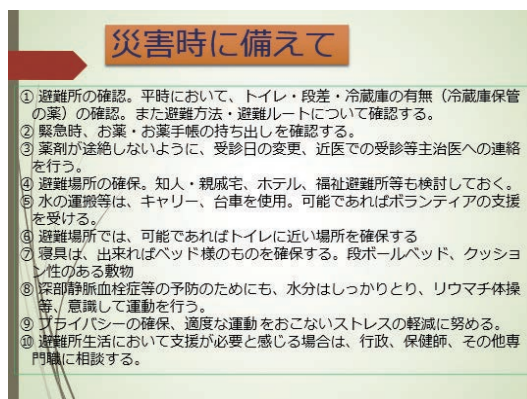 災害時に備えて
① 避難所の確認。平時において、トイレ・段差・冷蔵庫の有無（冷蔵庫保管
の薬）の確認。また避難方法・避難ルートについて確認する。
② 緊急時、お薬・お薬手帳の持ち出しを確認する。
③ 薬剤が途絶しないように、受診日の変更、近医での受診等主治医への連絡
を行う。
④ 避難場所の確保。知人・親戚宅、ホテル、福祉避難所等も検討しておく。
⑤ 水の運搬等は、キャリー、台車を使用。可能であればボランティアの支援
を受ける。
⑥ 避難場所では、可能であればトイレに近い場所を確保する
⑦ 寝具は、出来ればベッド様のものを確保する。段ボールベッド、クッショ
ン性のある敷物
⑧ 深部静脈血栓症等の予防のためにも、水分はしっかりとり、リウマチ体操
等、意識して運動を行う。
⑨ プライバシーの確保、適度な運動をおこないストレスの軽減に努める。
⑩ 避難所生活において支援が必要と感じる場合は、行政、保健師、その他専
門職に相談する。